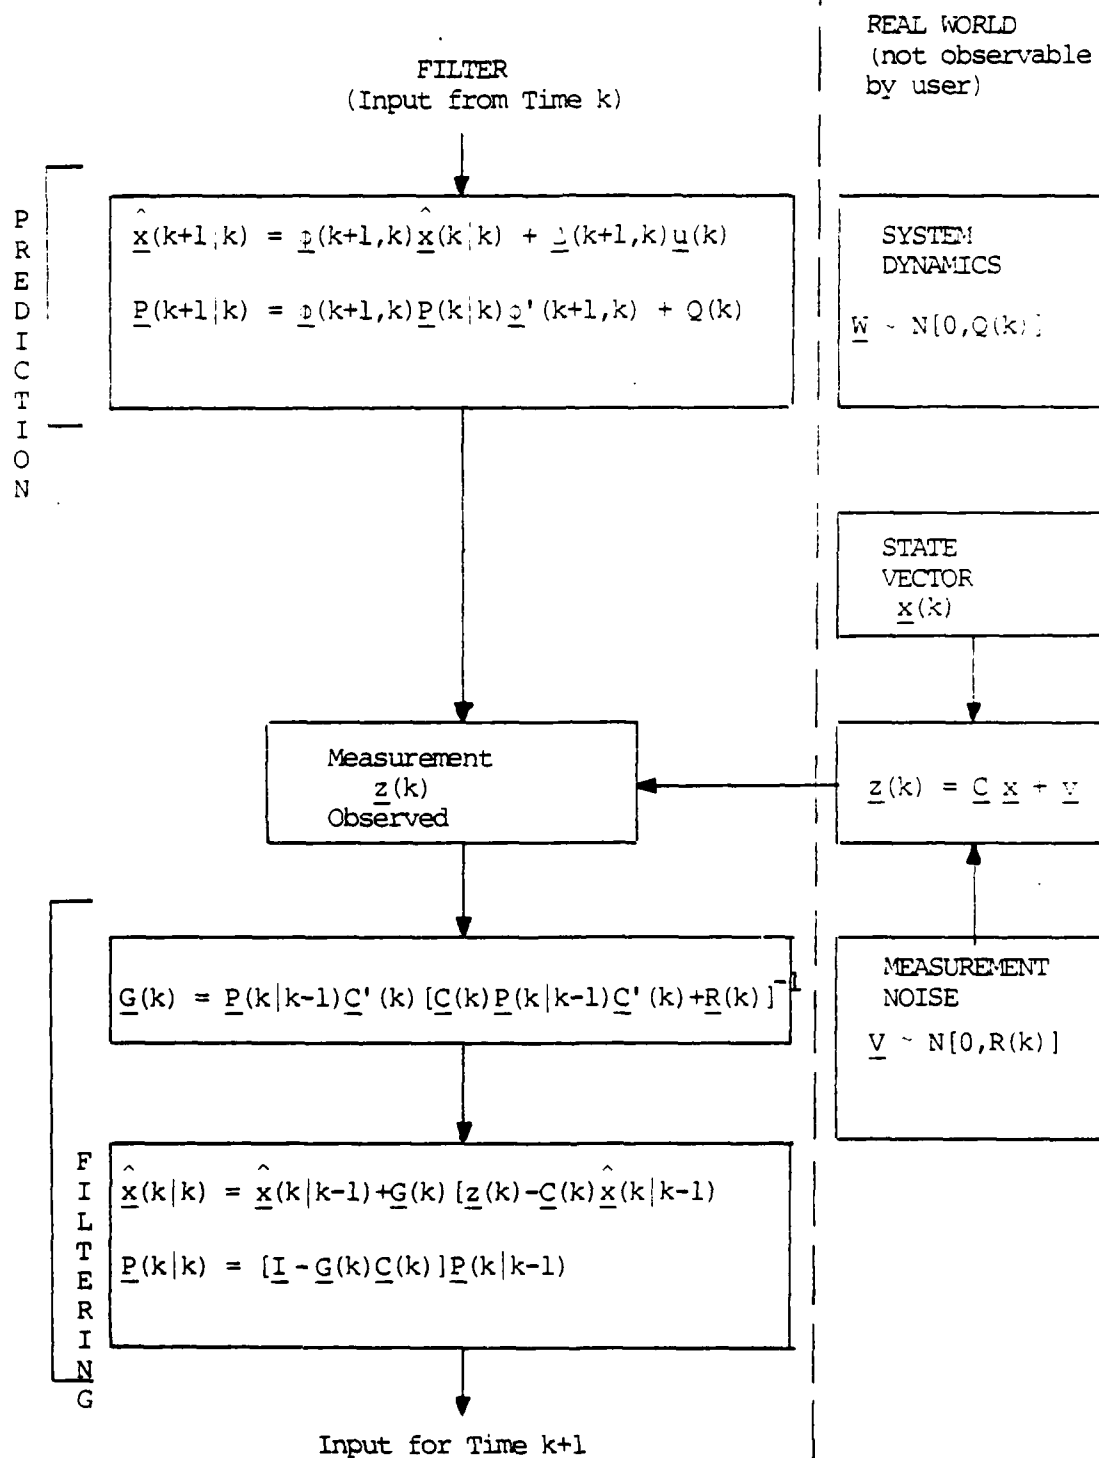 FILTER
(Input from Time k)
REAL WORLD
(not observable
by user)
PREDICTION
x̂(k+1|k) = φ(k+1,k)x̂(k|k) + (k+1,k)u(k)
P(k+1|k) = φ(k+1,k)P(k|k)φ'(k+1,k) + Q(k)
SYSTEM
DYNAMICS
W ~ N[0,Q(k)]
STATE
VECTOR
x(k)
Measurement
z(k)
Observed
z(k) = C x + v
FILTERING
G(k) = P(k|k-1)C'(k)[C(k)P(k|k-1)C'(k)+R(k)]⁻¹
MEASUREMENT
NOISE
V ~ N[0,R(k)]
x̂(k|k) = x̂(k|k-1)+G(k)[z(k)-C(k)x̂(k|k-1)
P(k|k) = [I-G(k)C(k)]P(k|k-1)
Input for Time k+1